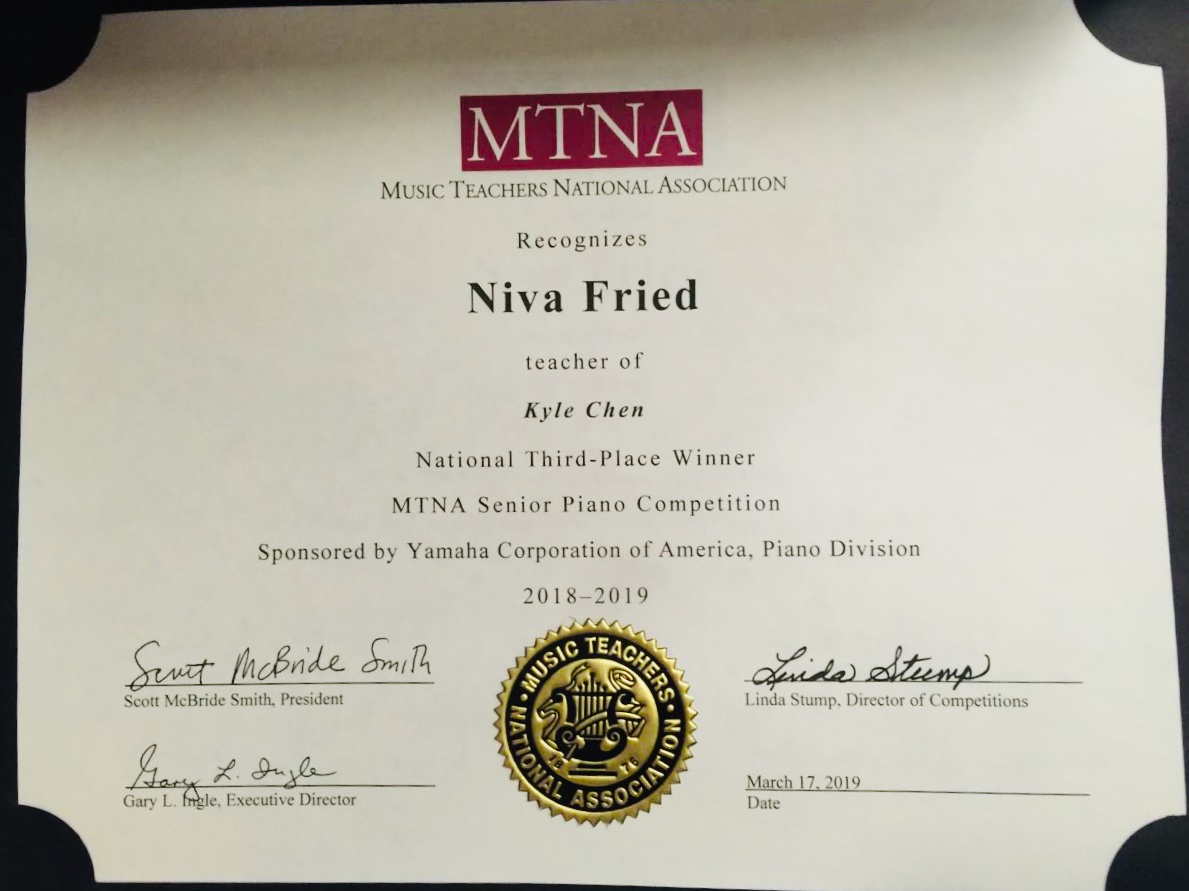 MTNA
MUSIC TEACHERS NATIONAL ASSOCIATION
Recognizes
Niva Fried
teacher of
Kyle Chen
National Third-Place Winner
MTNA Senior Piano Competition
Sponsored by Yamaha Corporation of America, Piano Division
2018–2019
Scott McBride Smith
Scott McBride Smith, President
Gary L. Ingle
Gary L. Ingle, Executive Director
MUSIC TEACHERS
NATIONAL ASSOCIATION
18 76
Linda Stump
Linda Stump, Director of Competitions
March 17, 2019
Date